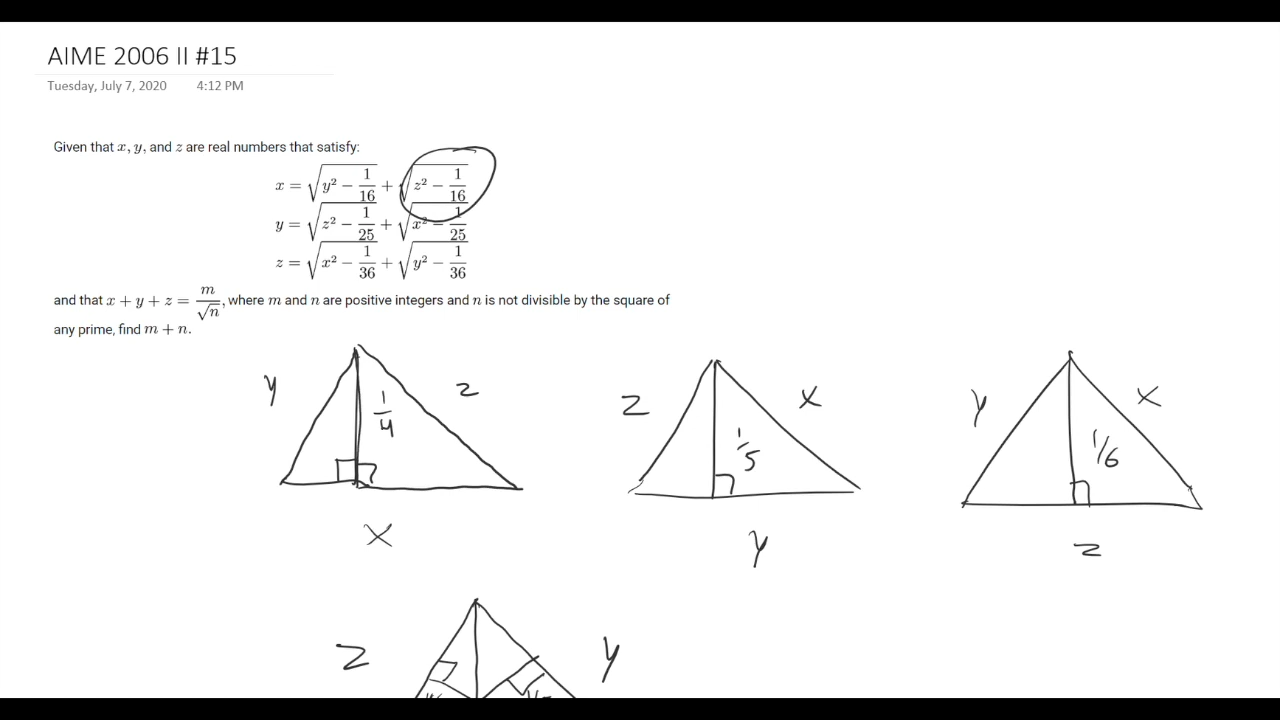 AIME 2006 II #15
Tuesday, July 7, 2020 4:12 PM
Given that x, y, and z are real numbers that satisfy:
x = √(y² − 1/16) + √(z² − 1/16)
y = √(z² − 1/25) + √(x² − 1/25)
z = √(x² − 1/36) + √(y² − 1/36)
and that x + y + z = m/√n, where m and n are positive integers and n is not divisible by the square of
any prime, find m + n.
y 1/4 z
x
z 1/5 x
y
y 1/6 x
z
z y